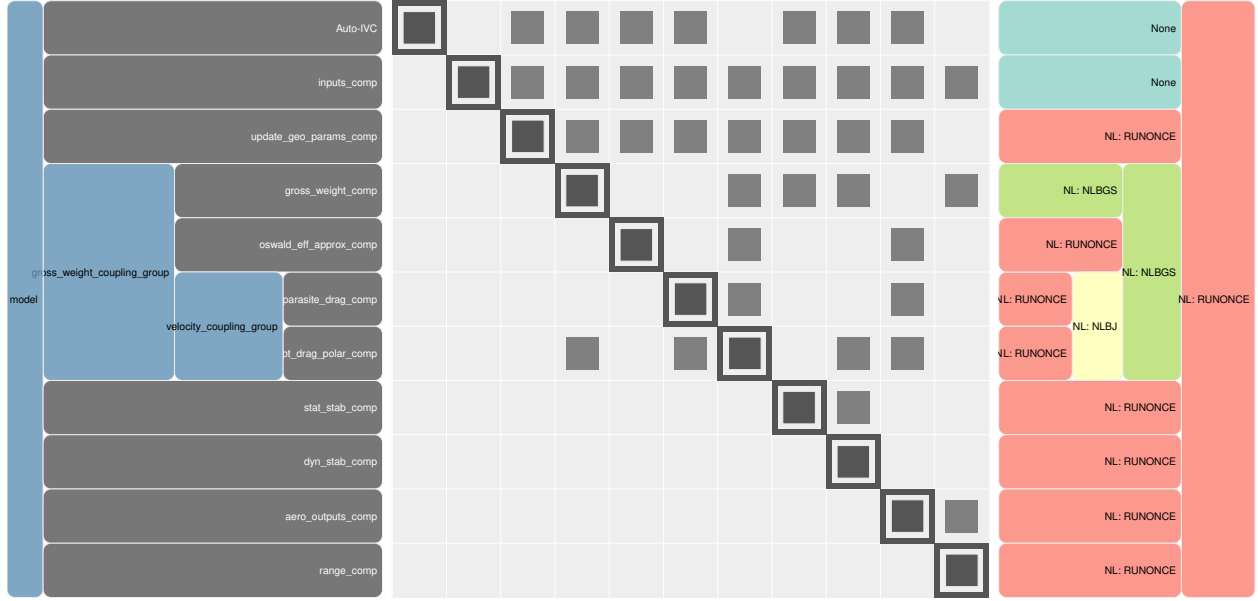 Auto-IVC
None
inputs_comp
None
update_geo_params_comp
NL: RUNONCE
gross_weight_comp
NL: NLBGS
oswald_eff_approx_comp
NL: RUNONCE
gross_weight_coupling_group
NL: NLBGS
model
parasite_drag_comp
NL: RUNONCE
NL: RUNONCE
velocity_coupling_group
NL: NLBJ
pt_drag_polar_comp
NL: RUNONCE
stat_stab_comp
NL: RUNONCE
dyn_stab_comp
NL: RUNONCE
aero_outputs_comp
NL: RUNONCE
range_comp
NL: RUNONCE